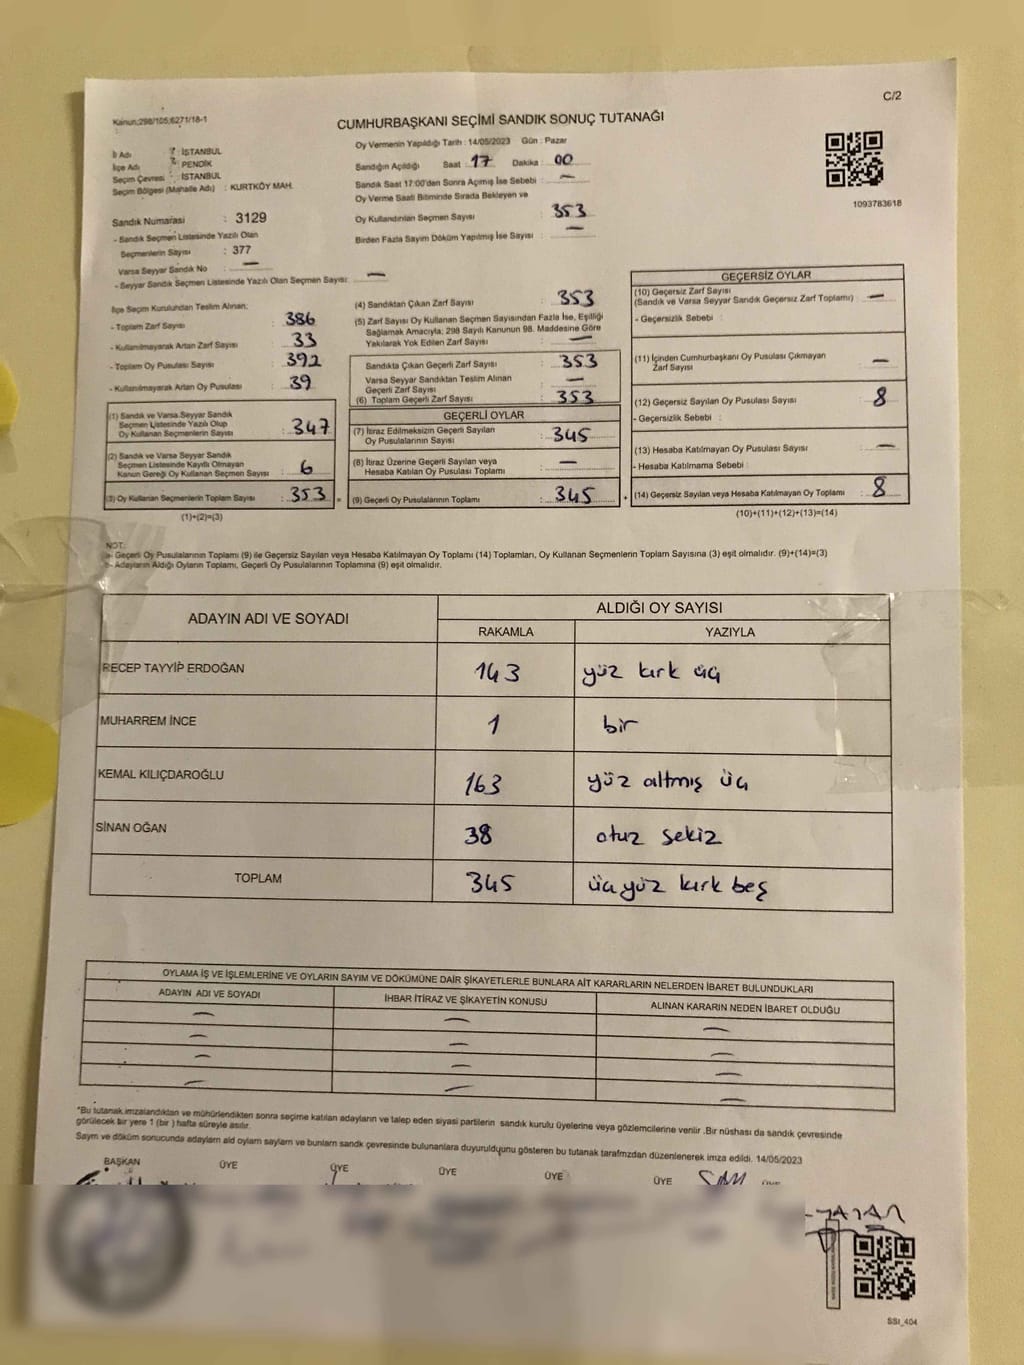 C/2
Kanun:298/105;6271/18-1
CUMHURBAŞKANI SEÇİMİ SANDIK SONUÇ TUTANAĞI
İl Adı : İSTANBUL
İlçe Adı : PENDİK
Seçim Çevresi : İSTANBUL
Seçim Bölgesi (Mahalle Adı) : KURTKÖY MAH.
Sandık Numarası : 3129
- Sandık Seçmen Listesinde Yazılı Olan
Seçmenlerin Sayısı : 377
Varsa Seyyar Sandık No : —
- Seyyar Sandık Seçmen Listesinde Yazılı Olan Seçmen Sayısı: —
Oy Vermenin Yapıldığı Tarih : 14/05/2023 Gün : Pazar
Sandığın Açıldığı Saat 17 Dakika : 00
Sandık Saat 17:00'den Sonra Açımış İse Sebebi : —
Oy Verme Saati Bitiminde Sırada Bekleyen ve
Oy Kullandırılan Seçmen Sayısı : 353
Birden Fazla Sayım Döküm Yapılmış İse Sayısı : —
1093783618
İlçe Seçim Kurulundan Teslim Alınan;
- Toplam Zarf Sayısı : 386
- Kullanılmayarak Artan Zarf Sayısı : 33
- Toplam Oy Pusulası Sayısı : 392
- Kullanılmayarak Artan Oy Pusulası : 39
(1) Sandık ve Varsa Seyyar Sandık
Seçmen Listesinde Yazılı Olup
Oy Kullanan Seçmenlerin Sayısı : 347
(2) Sandık ve Varsa Seyyar Sandık
Seçmen Listesinde Kayıtlı Olmayan
Kanun Gereği Oy Kullanan Seçmen Sayısı : 6
(3) Oy Kullanan Seçmenlerin Toplam Sayısı : 353 =
(1)+(2)=(3)
(4) Sandıktan Çıkan Zarf Sayısı : 353
(5) Zarf Sayısı Oy Kullanan Seçmen Sayısından Fazla İse, Eşitliği
Sağlamak Amacıyla; 298 Sayılı Kanunun 98. Maddesine Göre
Yakılarak Yok Edilen Zarf Sayısı : —
Sandıkta Çıkan Geçerli Zarf Sayısı : 353
Varsa Seyyar Sandıktan Teslim Alınan
Geçerli Zarf Sayısı : —
(6) Toplam Geçerli Zarf Sayısı : 353
GEÇERLİ OYLAR
(7) İtiraz Edilmeksizin Geçerli Sayılan
Oy Pusulalarının Sayısı : 345
(8) İtiraz Üzerine Geçerli Sayılan veya
Hesaba Katılan Oy Pusulası Toplamı : —
(9) Geçerli Oy Pusulalarının Toplamı : 345 +
GEÇERSİZ OYLAR
(10) Geçersiz Zarf Sayısı
(Sandık ve Varsa Seyyar Sandık Geçersiz Zarf Toplamı) : —
- Geçersizlik Sebebi :
(11) İçinden Cumhurbaşkanı Oy Pusulası Çıkmayan
Zarf Sayısı : —
(12) Geçersiz Sayılan Oy Pusulası Sayısı : 8
- Geçersizlik Sebebi :
(13) Hesaba Katılmayan Oy Pusulası Sayısı : —
- Hesaba Katılmama Sebebi :
(14) Geçersiz Sayılan veya Hesaba Katılmayan Oy Toplamı : 8
(10)+(11)+(12)+(13)=(14)
NOT:
a- Geçerli Oy Pusulalarının Toplamı (9) ile Geçersiz Sayılan veya Hesaba Katılmayan Oy Toplamı (14) Toplamları, Oy Kullanan Seçmenlerin Toplam Sayısına (3) eşit olmalıdır. (9)+(14)=(3)
b- Adayların Aldığı Oyların Toplamı, Geçerli Oy Pusulalarının Toplamına (9) eşit olmalıdır.
ADAYIN ADI VE SOYADI ALDIĞI OY SAYISI
RAKAMLA YAZIYLA
RECEP TAYYİP ERDOĞAN 143 yüz kırk üç
MUHARREM İNCE 1 bir
KEMAL KILIÇDAROĞLU 163 yüz altmış üç
SİNAN OĞAN 38 otuz sekiz
TOPLAM 345 üçyüz kırk beş
OYLAMA İŞ VE İŞLEMLERİNE VE OYLARIN SAYIM VE DÖKÜMÜNE DAİR ŞİKAYETLERLE BUNLARA AİT KARARLARIN NELERDEN İBARET BULUNDUKLARI
ADAYIN ADI VE SOYADI İHBAR İTİRAZ VE ŞİKAYETİN KONUSU ALINAN KARARIN NEDEN İBARET OLDUĞU
— — —
— — —
— — —
— — —
*Bu tutanak imzalandıktan ve mühürlendikten sonra seçime katılan adayların ve talep eden siyasi partilerin sandık kurulu üyelerine veya gözlemcilerine verilir .Bir nüshası da sandık çevresinde
görülecek bir yere 1 (bir ) hafta süreyle asılır.
Sayım ve döküm sonucunda adayların aldı oyların sayıları ve bunların sandık çevresinde bulunanlara duyurulduğunu gösteren bu tutanak tarafımızdan düzenlenerek imza edildi. 14/05/2023
BAŞKAN ÜYE ÜYE ÜYE ÜYE ÜYE
SSI_404